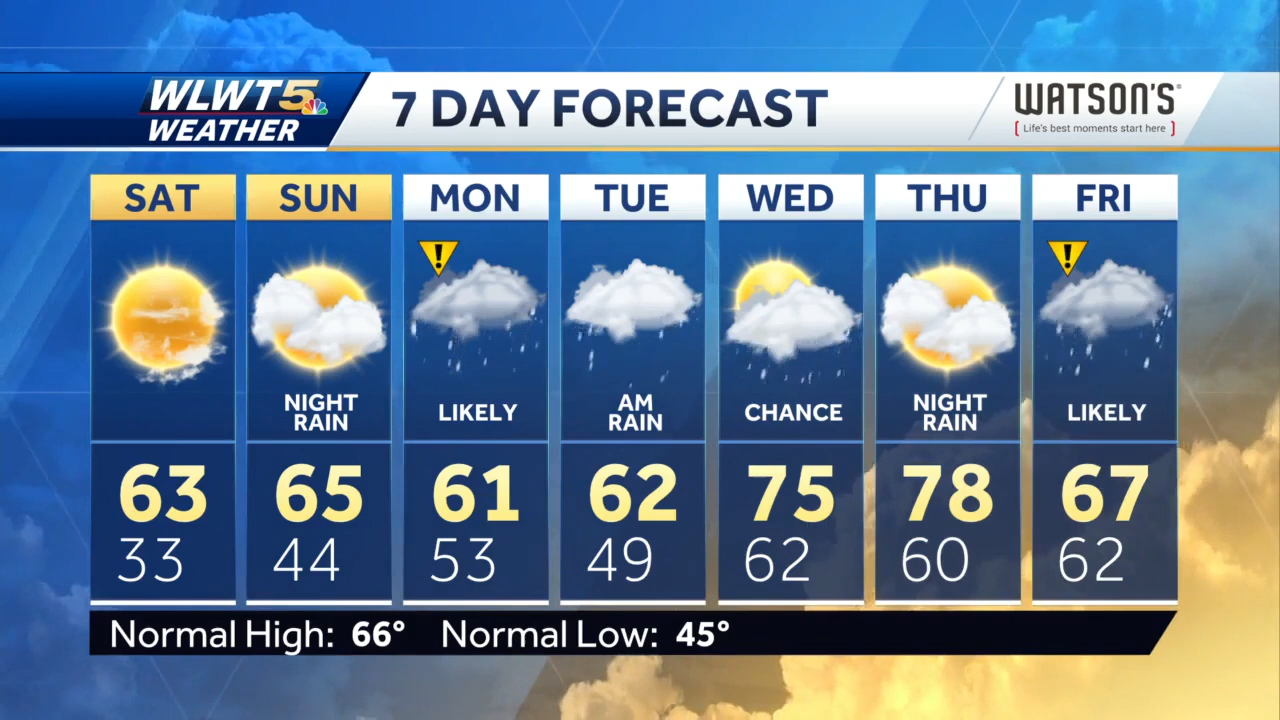 WLWT5
WEATHER
7 DAY FORECAST
WATSON'S®
[ Life's best moments start here ]
SAT SUN MON TUE WED THU FRI
! !
NIGHT RAIN LIKELY AM RAIN CHANCE NIGHT RAIN LIKELY
63 65 61 62 75 78 67
33 44 53 49 62 60 62
Normal High: 66° Normal Low: 45°